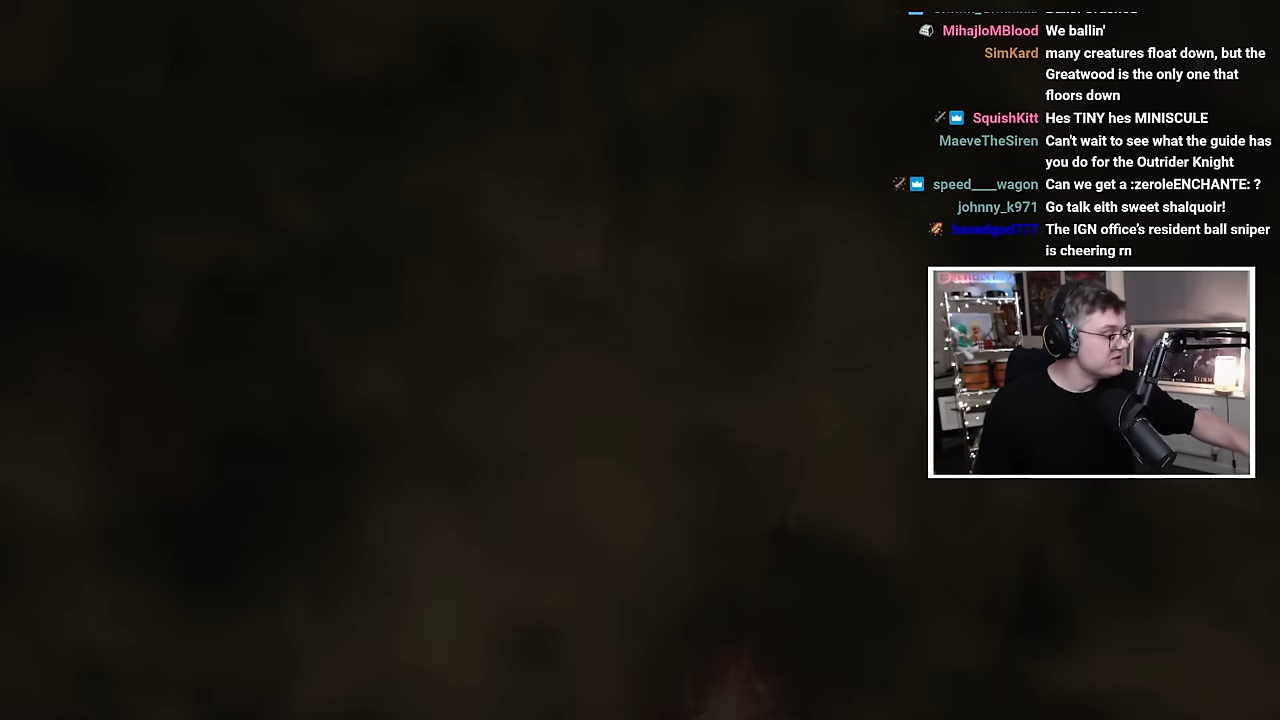 MihajloMBlood We ballin'
SimKard many creatures float down, but the
Greatwood is the only one that
floors down
SquishKitt Hes TINY hes MINISCULE
MaeveTheSiren Can't wait to see what the guide has
you do for the Outrider Knight
speed___wagon Can we get a :zeroleENCHANTE: ?
johnny_k971 Go talk eith sweet shalquoir!
basedgod777 The IGN office's resident ball sniper
is cheering rn